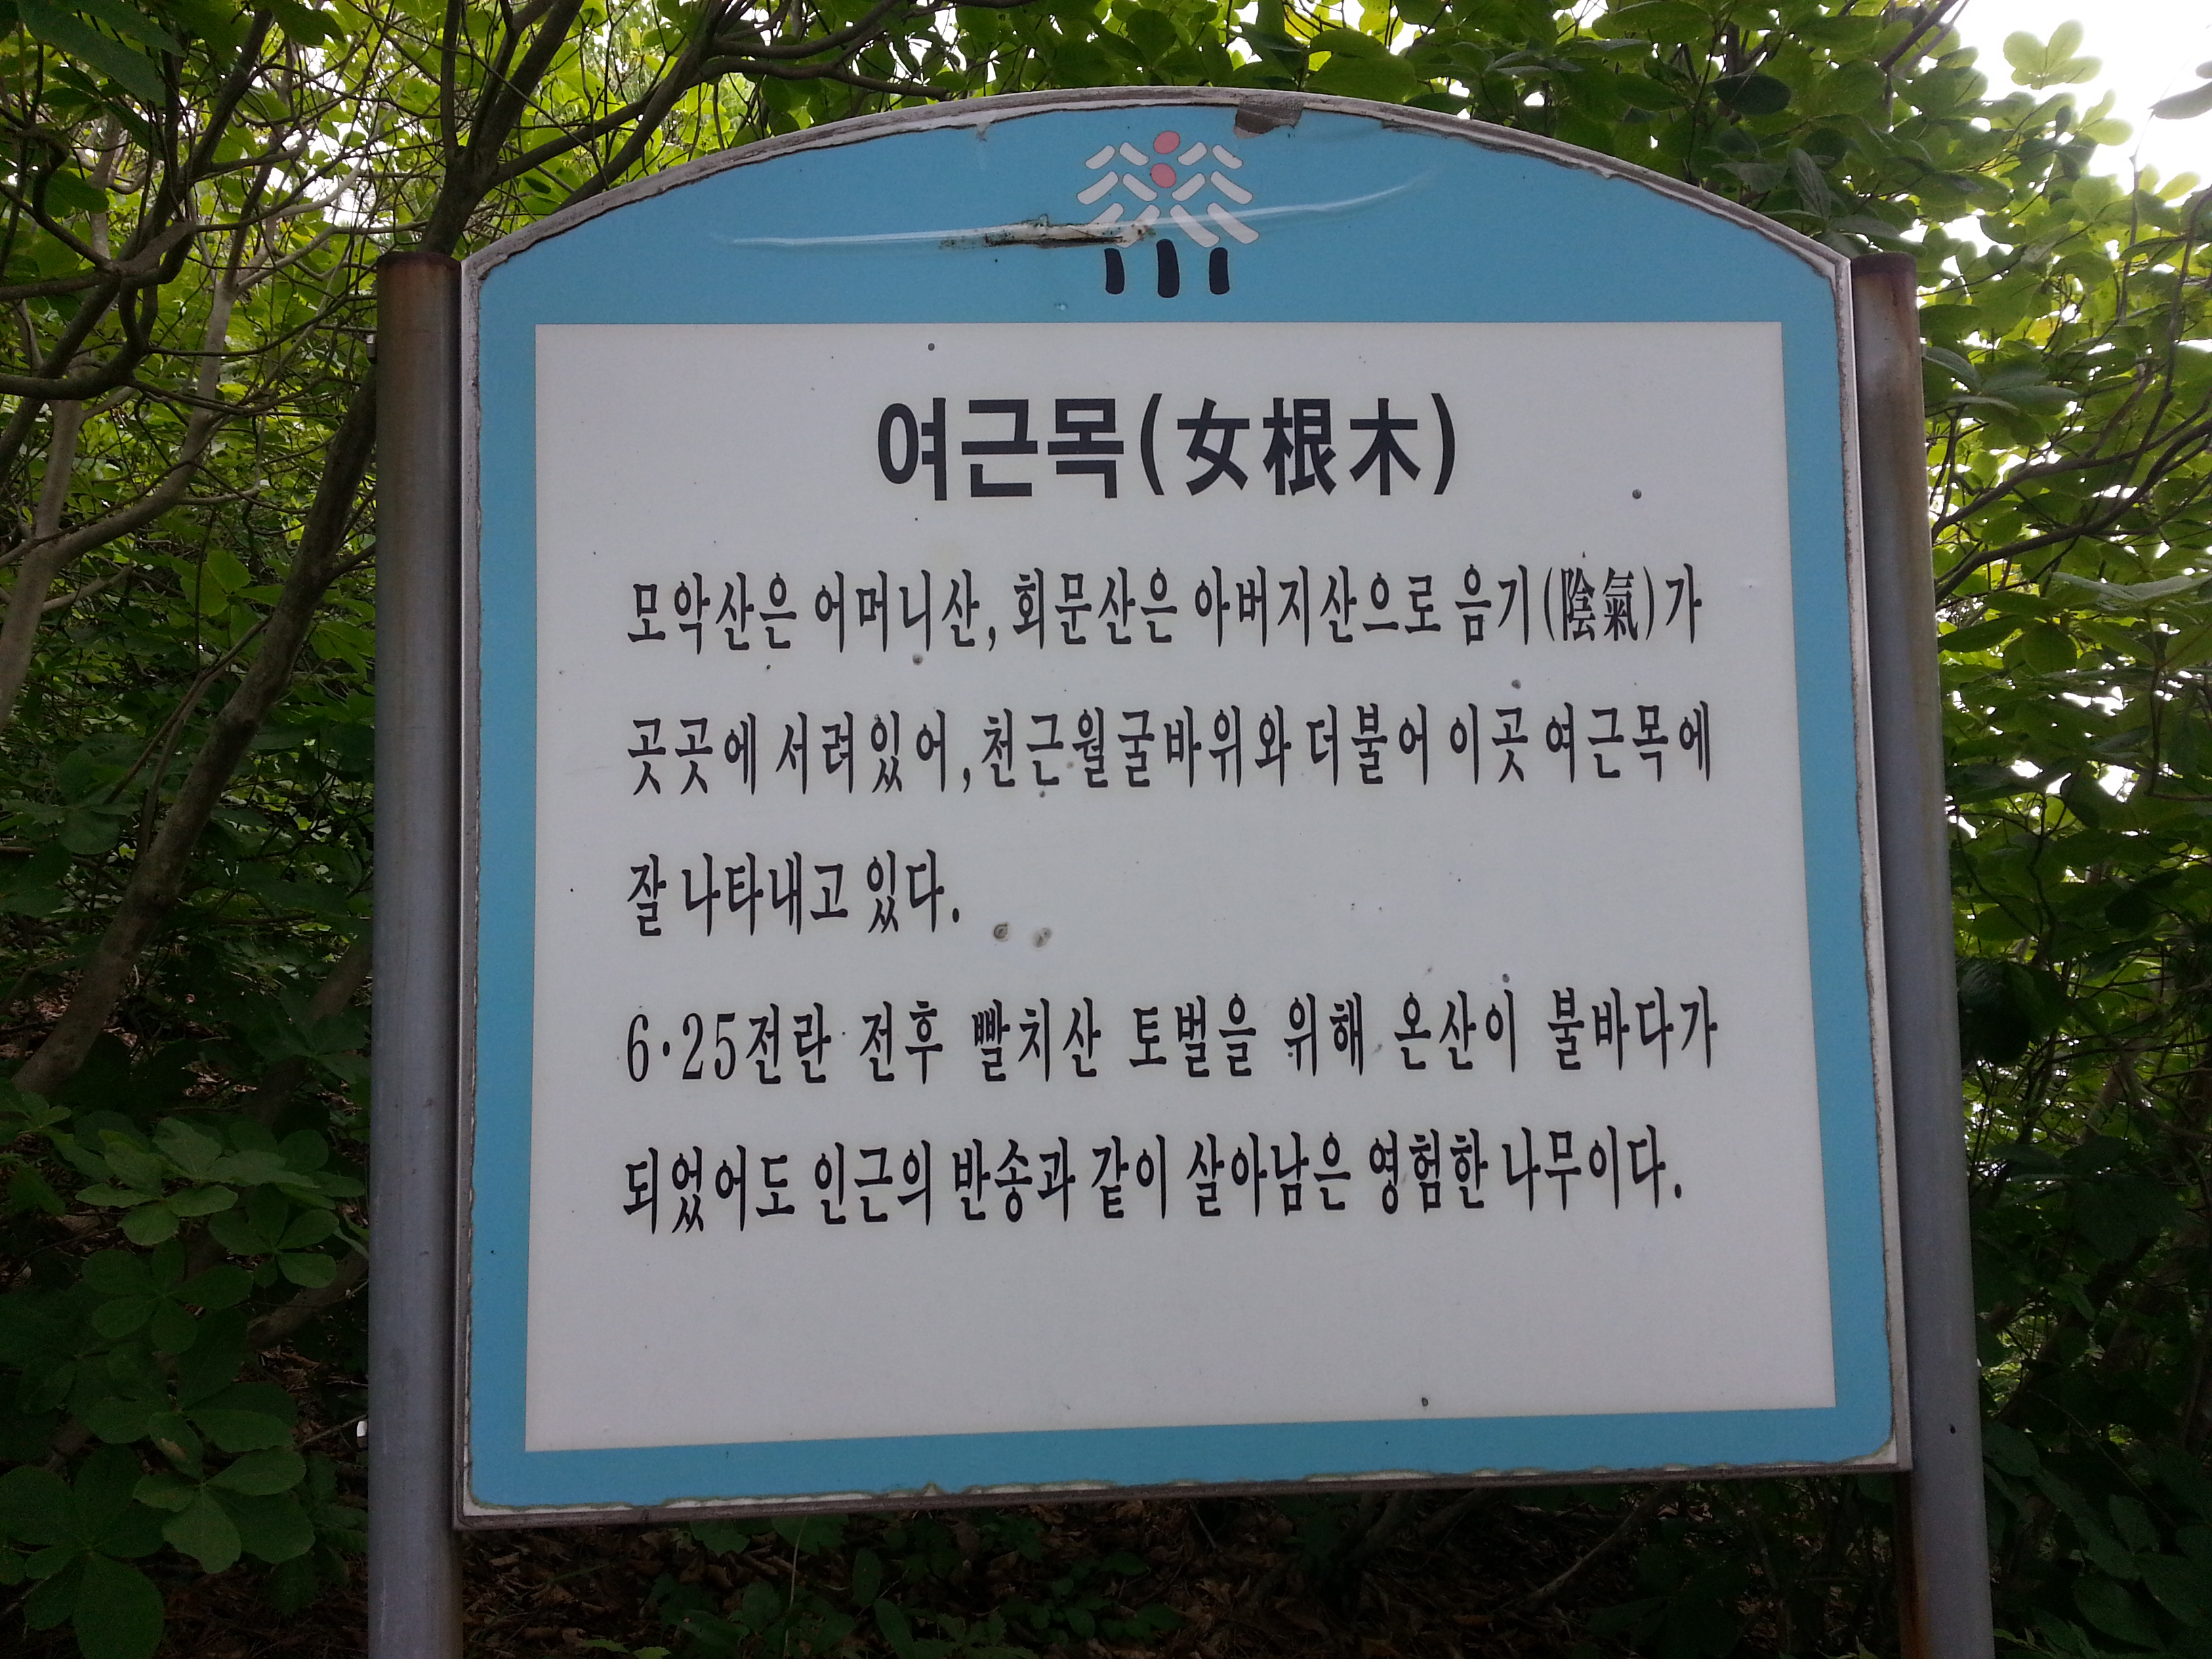 여근목(女根木)
모악산은 어머니산, 회문산은 아버지산으로 음기(陰氣)가
곳곳에 서려있어, 천근월굴바위와 더불어 이곳 여근목에
잘 나타내고 있다.
6·25전란 전후 빨치산 토벌을 위해 온산이 불바다가
되었어도 인근의 반송과 같이 살아남은 영험한 나무이다.